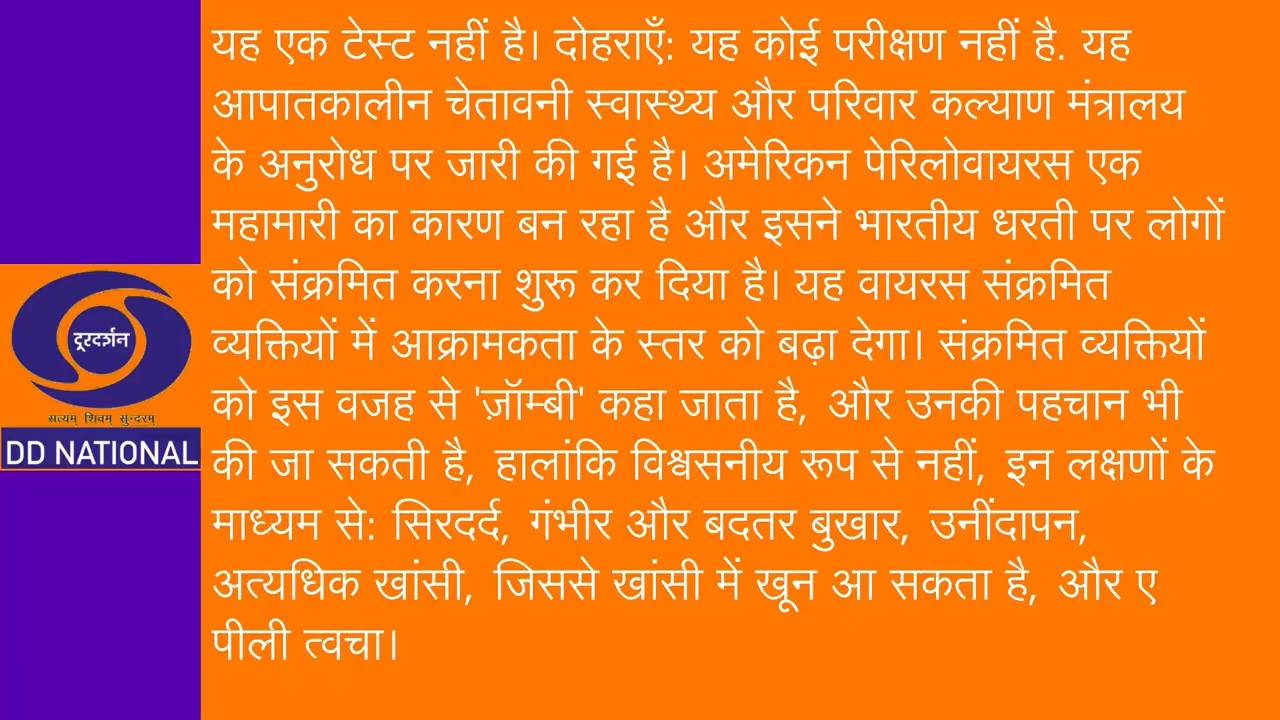 यह एक टेस्ट नहीं है। दोहराएँ: यह कोई परीक्षण नहीं है. यह
आपातकालीन चेतावनी स्वास्थ्य और परिवार कल्याण मंत्रालय
के अनुरोध पर जारी की गई है। अमेरिकन पेरिलोवायरस एक
महामारी का कारण बन रहा है और इसने भारतीय धरती पर लोगों
को संक्रमित करना शुरू कर दिया है। यह वायरस संक्रमित
व्यक्तियों में आक्रामकता के स्तर को बढ़ा देगा। संक्रमित व्यक्तियों
को इस वजह से 'ज़ॉम्बी' कहा जाता है, और उनकी पहचान भी
की जा सकती है, हालांकि विश्वसनीय रूप से नहीं, इन लक्षणों के
माध्यम से: सिरदर्द, गंभीर और बदतर बुखार, उनींदापन,
अत्यधिक खांसी, जिससे खांसी में खून आ सकता है, और ए
पीली त्वचा।
दूरदर्शन
सत्यम् शिवम् सुन्दरम्
DD NATIONAL